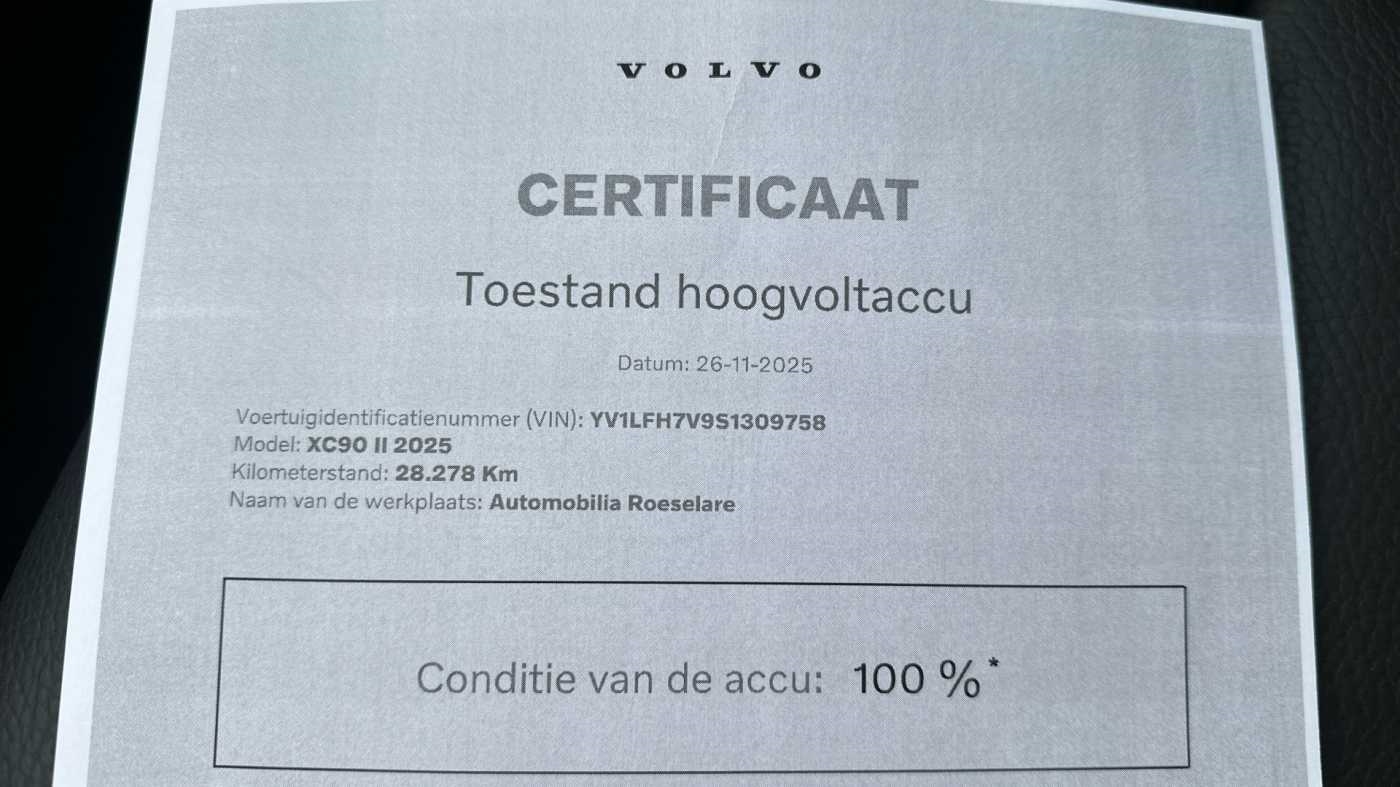 VOLVO
CERTIFICAAT
Toestand hoogvoltaccu
Datum: 26-11-2025
Voertuigidentificatienummer (VIN): YV1LFH7V9S1309758
Model: XC90 II 2025
Kilometerstand: 28.278 Km
Naam van de werkplaats: Automobilia Roeselare
Conditie van de accu: 100 %*